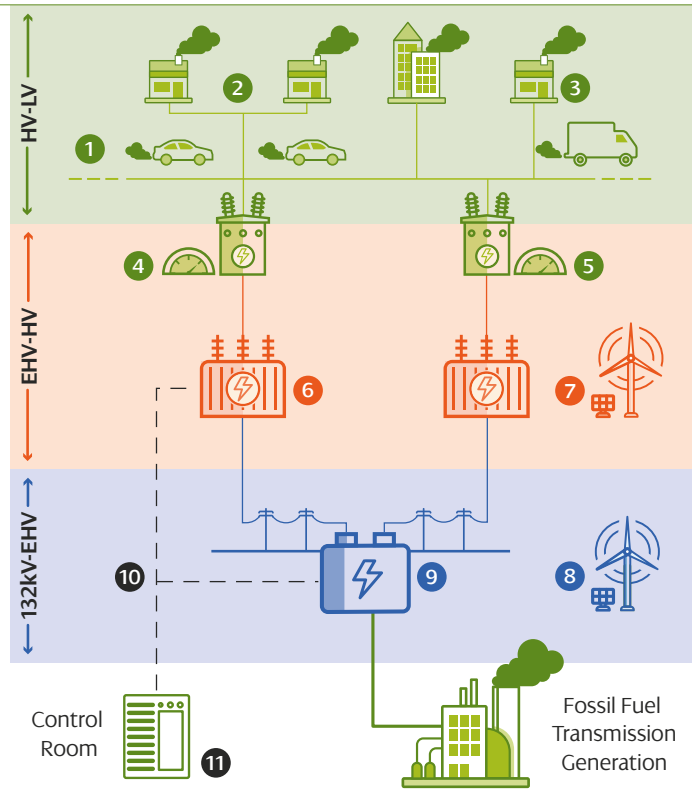 HV-LV
2
3
1
4
5
EHV-HV
6
7
132kV-EHV
10
9
8
Control
Room
11
Fossil Fuel
Transmission
Generation